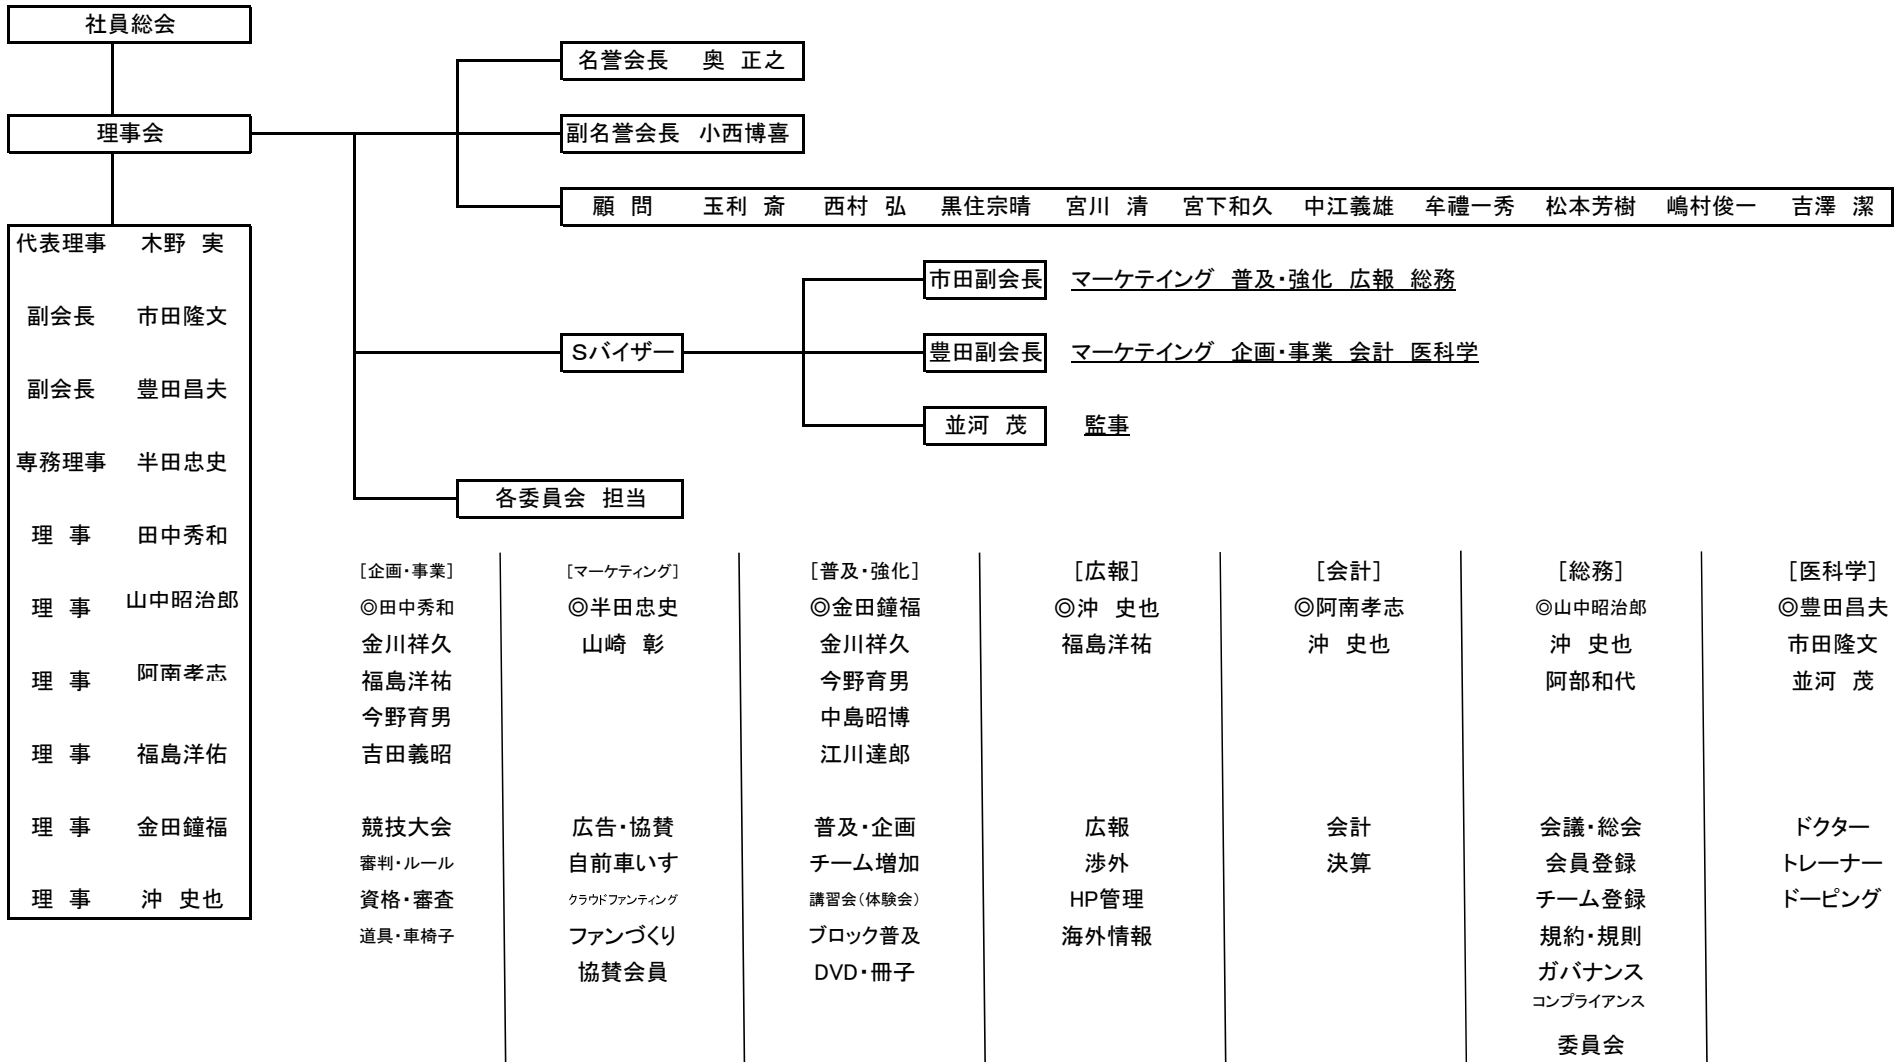 社員総会
名誉会長 奥 正之
理事会
副名誉会長 小西博喜
顧 問 玉利 斎 西村 弘 黒住宗晴 宮川 清 宮下和久 中江義雄 牟禮一秀 松本芳樹 嶋村俊一 吉澤 潔
代表理事 木野 実
副会長 市田隆文
副会長 豊田昌夫
専務理事 半田忠史
理 事 田中秀和
理 事 山中昭治郎
理 事 阿南孝志
理 事 福島洋佑
理 事 金田鐘福
理 事 沖 史也
Sバイザー
市田副会長 マーケテイング 普及・強化 広報 総務
豊田副会長 マーケテイング 企画・事業 会計 医科学
並河 茂 監事
各委員会 担当
[企画・事業]
◎田中秀和
金川祥久
福島洋祐
今野育男
吉田義昭
競技大会
審判・ルール
資格・審査
道具・車椅子
[マーケティング]
◎半田忠史
山崎 彰
広告・協賛
自前車いす
クラウドファンティング
ファンづくり
協賛会員
[普及・強化]
◎金田鐘福
金川祥久
今野育男
中島昭博
江川達郎
普及・企画
チーム増加
講習会(体験会)
ブロック普及
DVD・冊子
[広報]
◎沖 史也
福島洋祐
広報
渉外
HP管理
海外情報
[会計]
◎阿南孝志
沖 史也
会計
決算
[総務]
◎山中昭治郎
沖 史也
阿部和代
会議・総会
会員登録
チーム登録
規約・規則
ガバナンス
コンプライアンス
委員会
[医科学]
◎豊田昌夫
市田隆文
並河 茂
ドクター
トレーナー
ドーピング